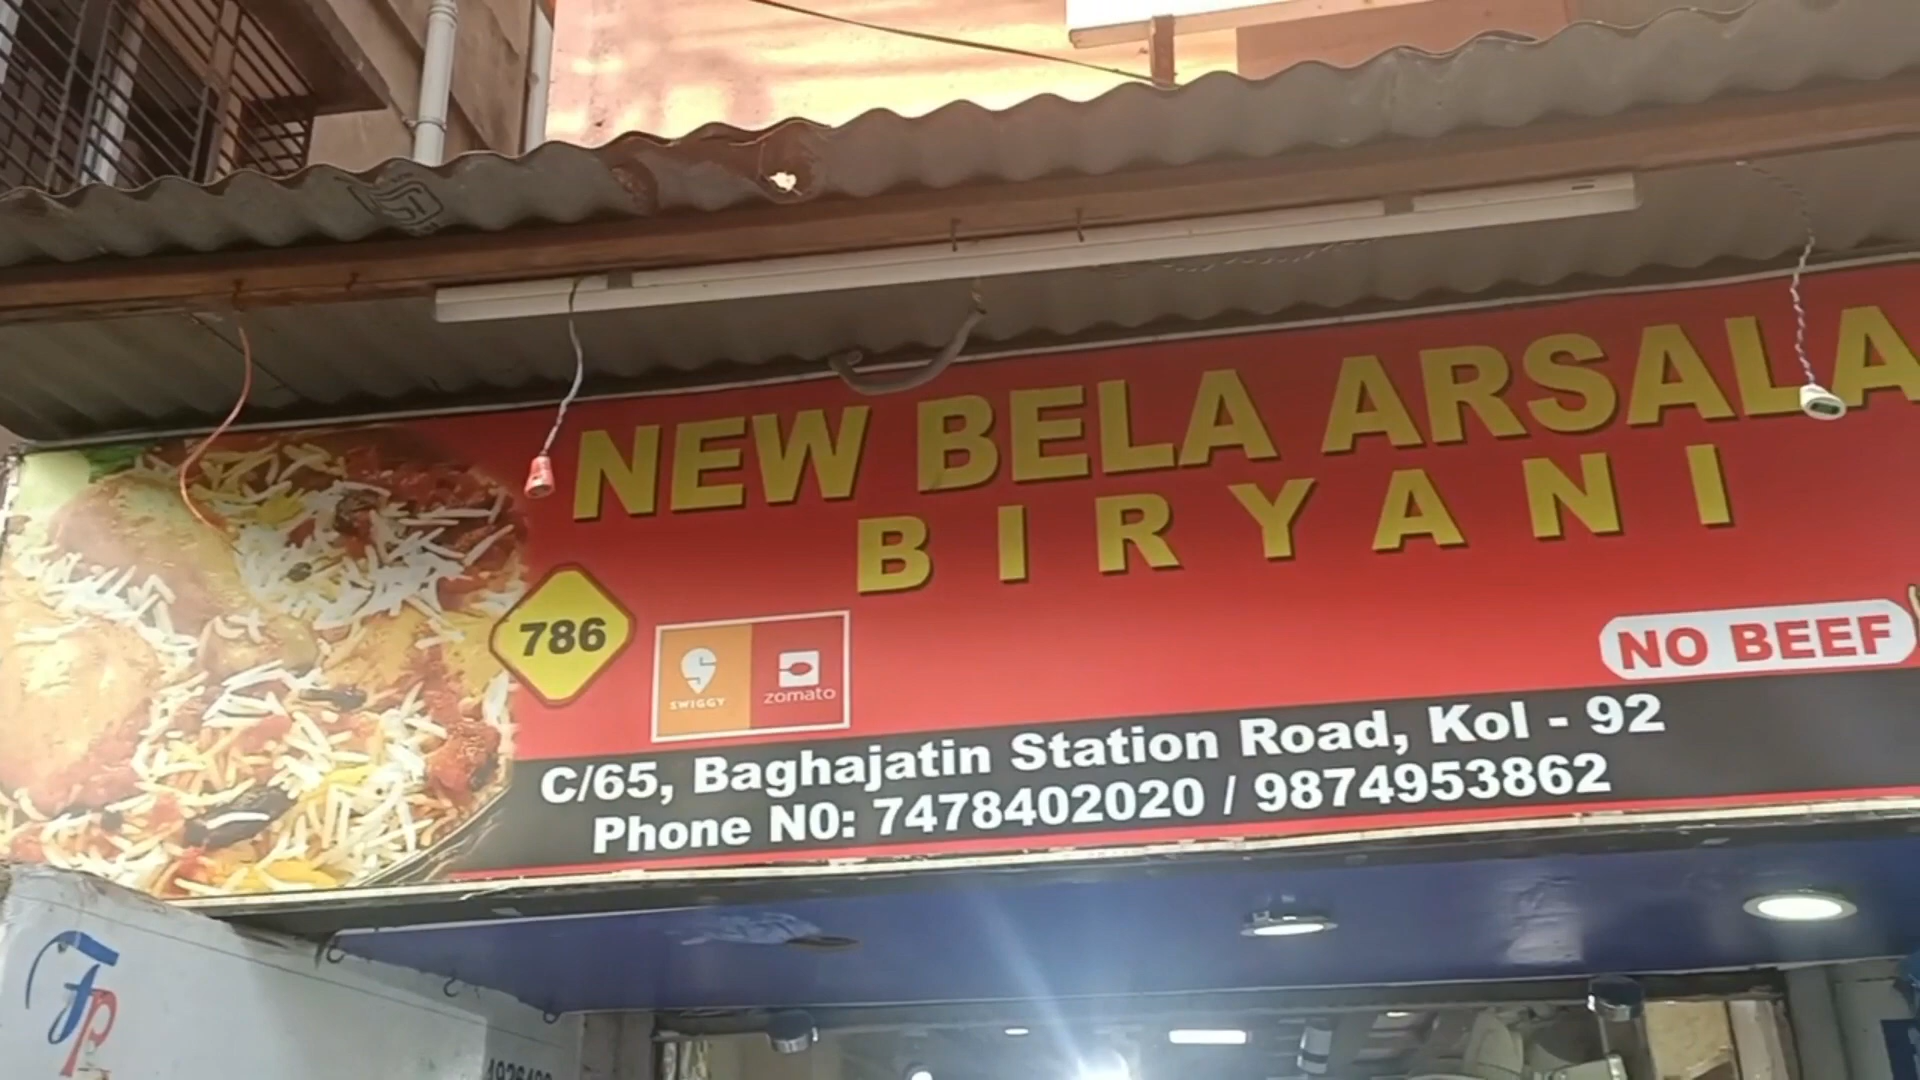 NEW BELA ARSALA
BIRYANI
786
SWIGGY
zomato
NO BEEF
C/65, Baghajatin Station Road, Kol - 92
Phone N0: 7478402020 / 9874953862
Fp